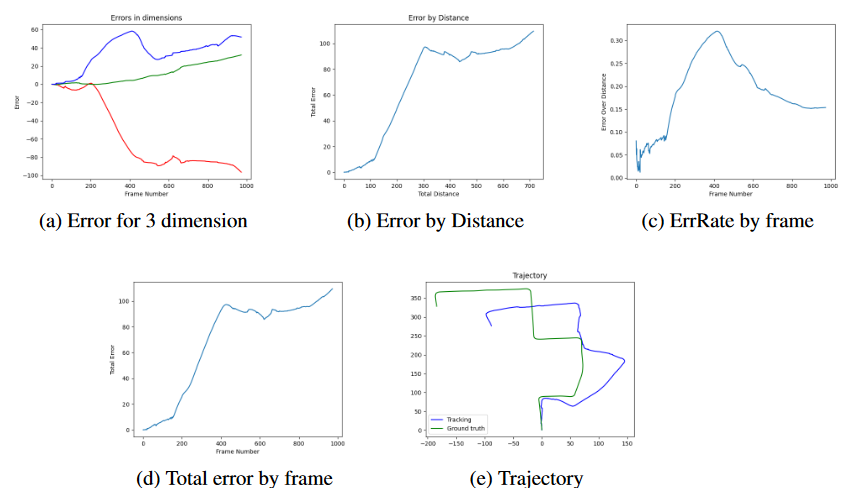 Errors in dimensions
Error by Distance
60
40
20
0
−20
−40
−60
−80
−100
Error
0 200 400 600 800 1000
Frame Number
100
80
60
40
20
0
Total Error
0 100 200 300 400 500 600 700
Total Distance
0.30
0.25
0.20
0.15
0.10
0.05
0.00
Error Over Distance
0 200 400 600 800 1000
Frame Number
(a) Error for 3 dimension
(b) Error by Distance
(c) ErrRate by frame
100
80
60
40
20
0
Total Error
0 200 400 600 800 1000
Frame Number
Trajectory
350
300
250
200
150
100
50
0
Tracking
Ground truth
−200 −150 −100 −50 0 50 100 150
(d) Total error by frame
(e) Trajectory